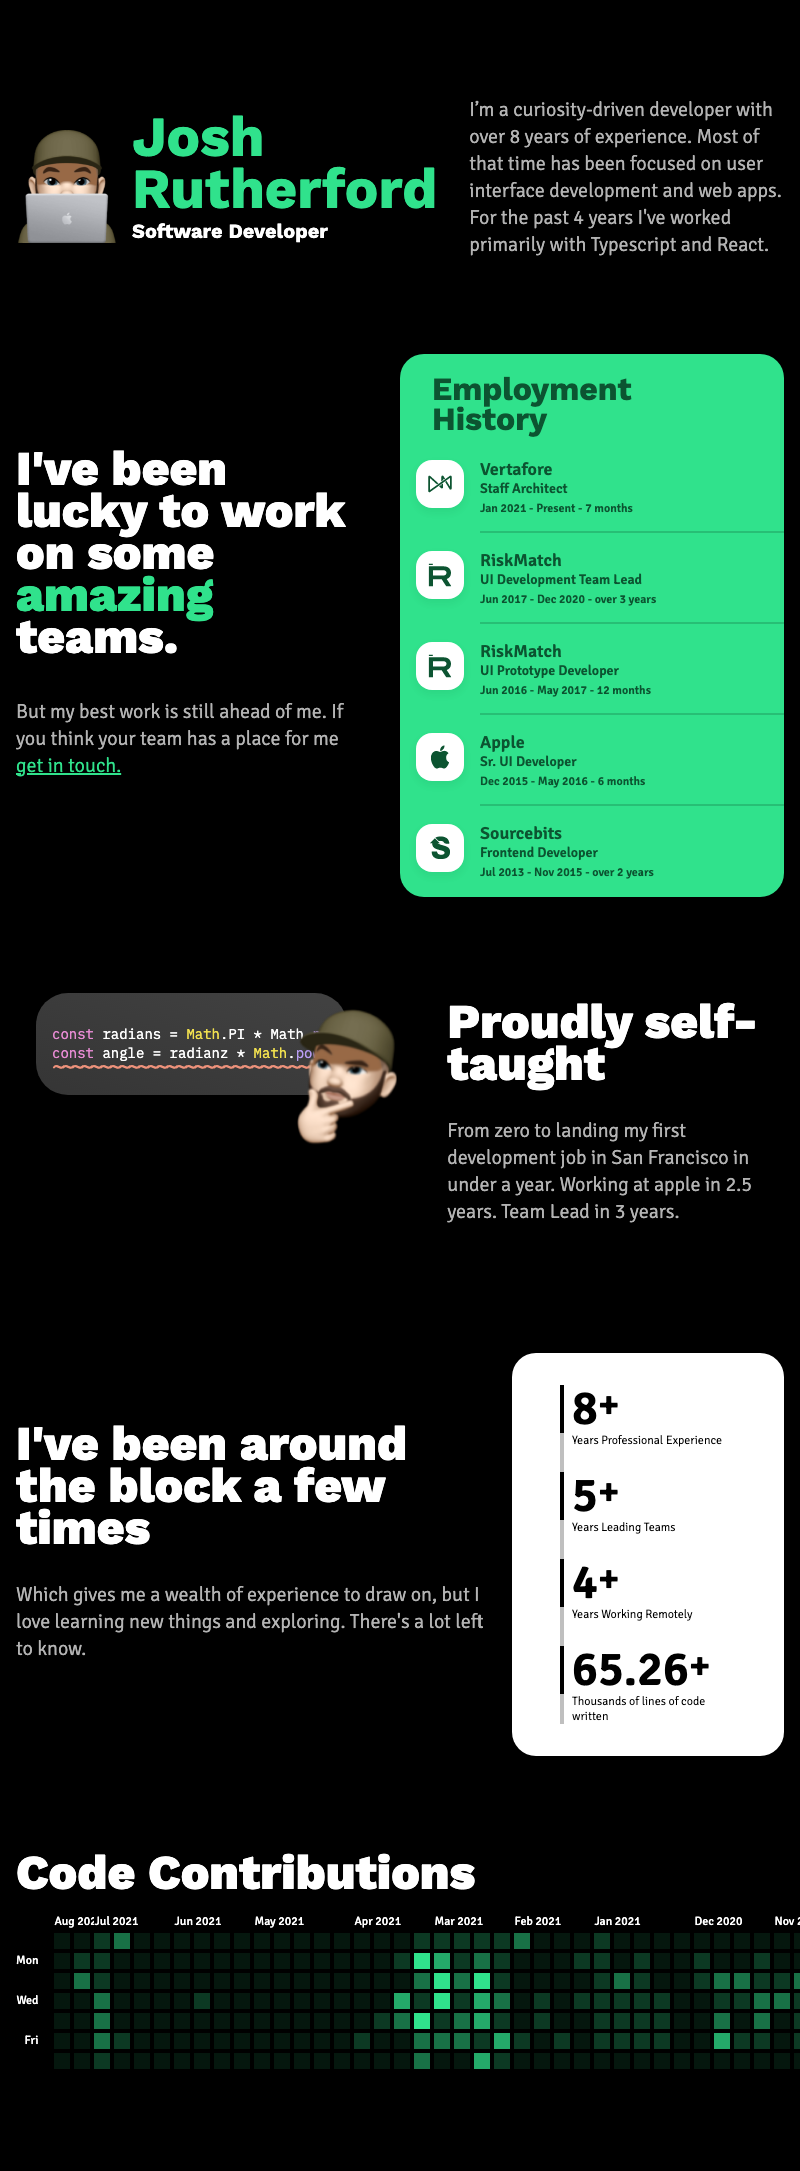 Josh
Rutherford
Software Developer
I’m a curiosity-driven developer with
over 8 years of experience. Most of
that time has been focused on user
interface development and web apps.
For the past 4 years I've worked
primarily with Typescript and React.
I've been
lucky to work
on some
amazing
teams.
But my best work is still ahead of me. If
you think your team has a place for me
get in touch.
Employment
History
Vertafore
Staff Architect
Jan 2021 - Present - 7 months
RiskMatch
UI Development Team Lead
Jun 2017 - Dec 2020 - over 3 years
RiskMatch
UI Prototype Developer
Jun 2016 - May 2017 - 12 months
Apple
Sr. UI Developer
Dec 2015 - May 2016 - 6 months
Sourcebits
Frontend Developer
Jul 2013 - Nov 2015 - over 2 years
const radians = Math.PI * Math
const angle = radianz * Math.po
Proudly self-
taught
From zero to landing my first
development job in San Francisco in
under a year. Working at apple in 2.5
years. Team Lead in 3 years.
I've been around
the block a few
times
Which gives me a wealth of experience to draw on, but I
love learning new things and exploring. There's a lot left
to know.
8+
Years Professional Experience
5+
Years Leading Teams
4+
Years Working Remotely
65.26+
Thousands of lines of code
written
Code Contributions
Aug 202 Jul 2021 Jun 2021 May 2021 Apr 2021 Mar 2021 Feb 2021 Jan 2021 Dec 2020 Nov 2
Mon
Wed
Fri